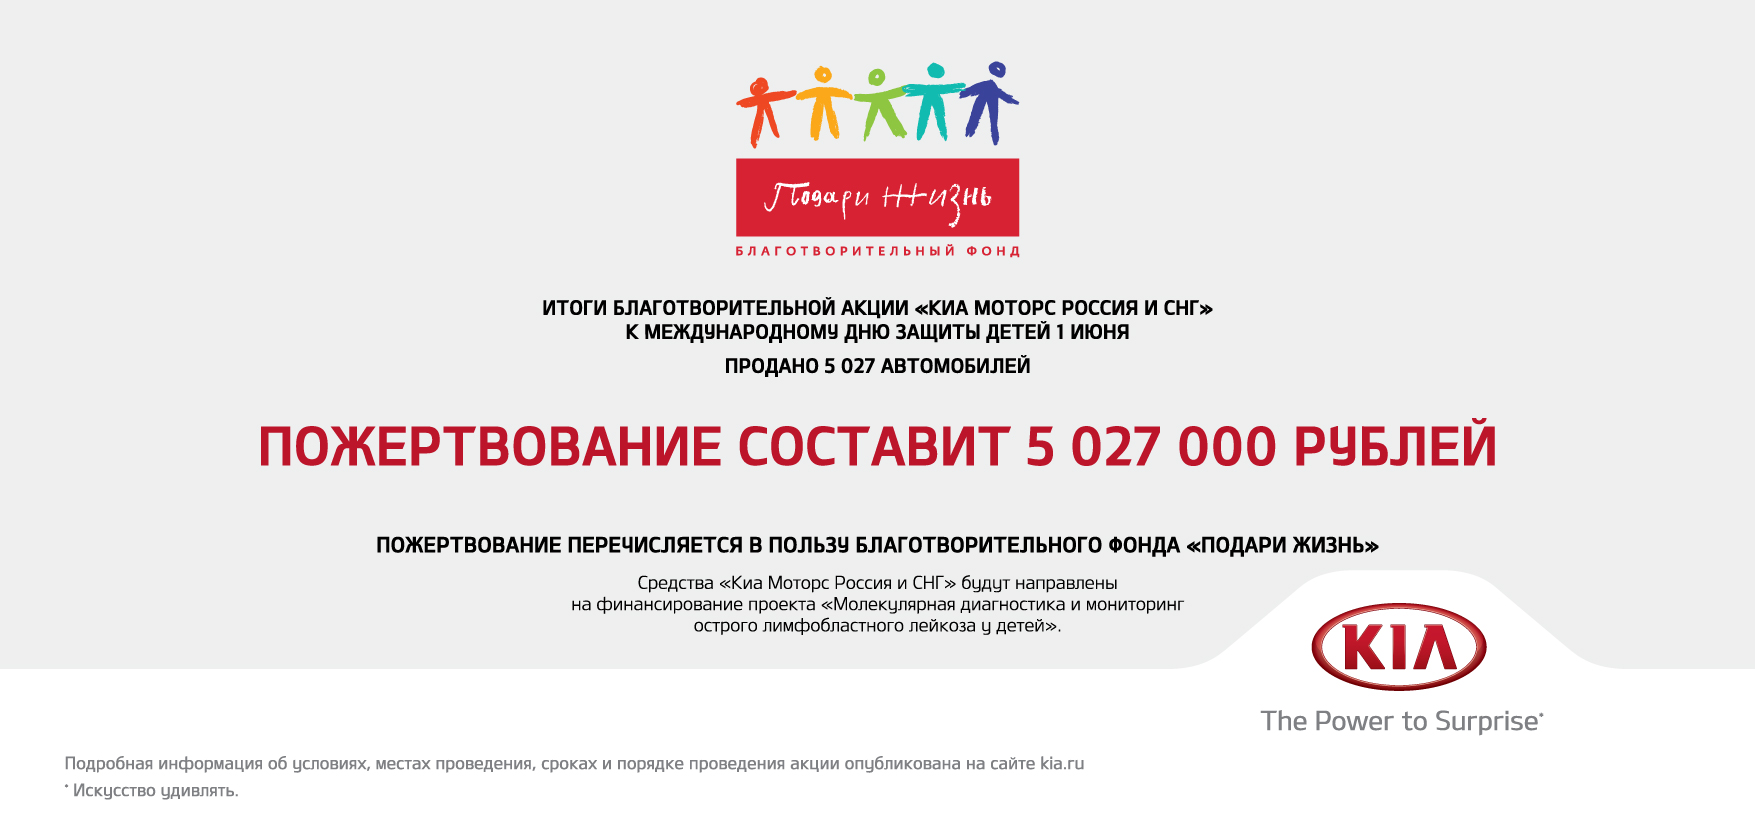 Подари Жизнь
БЛАГОТВОРИТЕЛЬНЫЙ ФОНД
ИТОГИ БЛАГОТВОРИТЕЛЬНОЙ АКЦИИ «КИА МОТОРС РОССИЯ И СНГ»
К МЕЖДУНАРОДНОМУ ДНЮ ЗАЩИТЫ ДЕТЕЙ 1 ИЮНЯ
ПРОДАНО 5 027 АВТОМОБИЛЕЙ
ПОЖЕРТВОВАНИЕ СОСТАВИТ 5 027 000 РУБЛЕЙ
ПОЖЕРТВОВАНИЕ ПЕРЕЧИСЛЯЕТСЯ В ПОЛЬЗУ БЛАГОТВОРИТЕЛЬНОГО ФОНДА «ПОДАРИ ЖИЗНЬ»
Средства «Киа Моторс Россия и СНГ» будут направлены
на финансирование проекта «Молекулярная диагностика и мониторинг
острого лимфобластного лейкоза у детей».
KIA
The Power to Surprise*
Подробная информация об условиях, местах проведения, сроках и порядке проведения акции опубликована на сайте kia.ru
* Искусство удивлять.